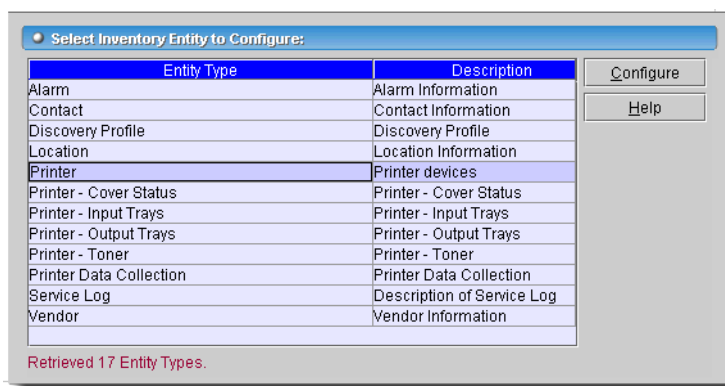 Select Inventory Entity to Configure:
Entity Type Description
Alarm Alarm Information
Contact Contact Information
Discovery Profile Discovery Profile
Location Location Information
Printer Printer devices
Printer - Cover Status Printer - Cover Status
Printer - Input Trays Printer - Input Trays
Printer - Output Trays Printer - Output Trays
Printer - Toner Printer - Toner
Printer Data Collection Printer Data Collection
Service Log Description of Service Log
Vendor Vendor Information
Configure
Help
Retrieved 17 Entity Types.